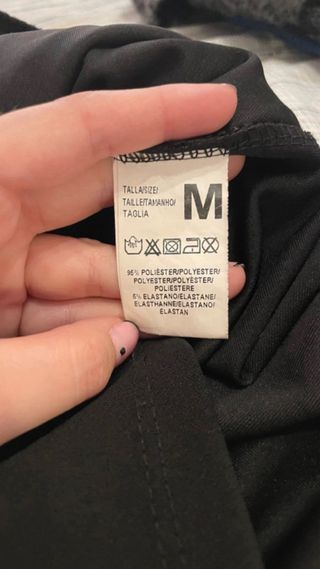 TALLA/SIZE/
TAILLE/TAMANHO/
TAGLIA
M
95% POLIÉSTER/POLYESTER/
POLYESTER/POLYESTER/
POLIESTERE
5% ELASTANO/ELASTANE/
ELASTHANNE/ELASTANO/
ELASTAN